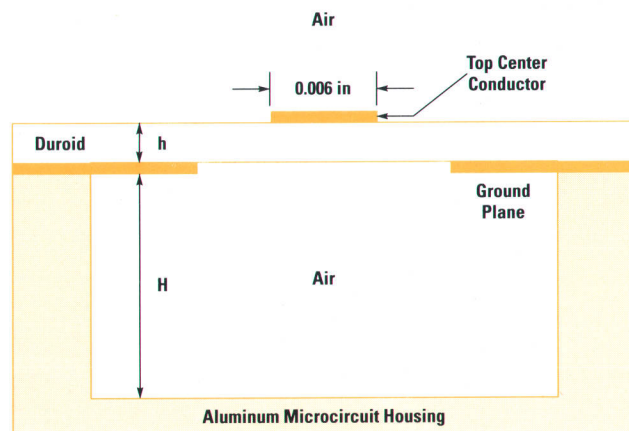 Air
Top Center
Conductor
0.006 in
Duroid
h
Ground
Plane
H
Air
Aluminum Microcircuit Housing